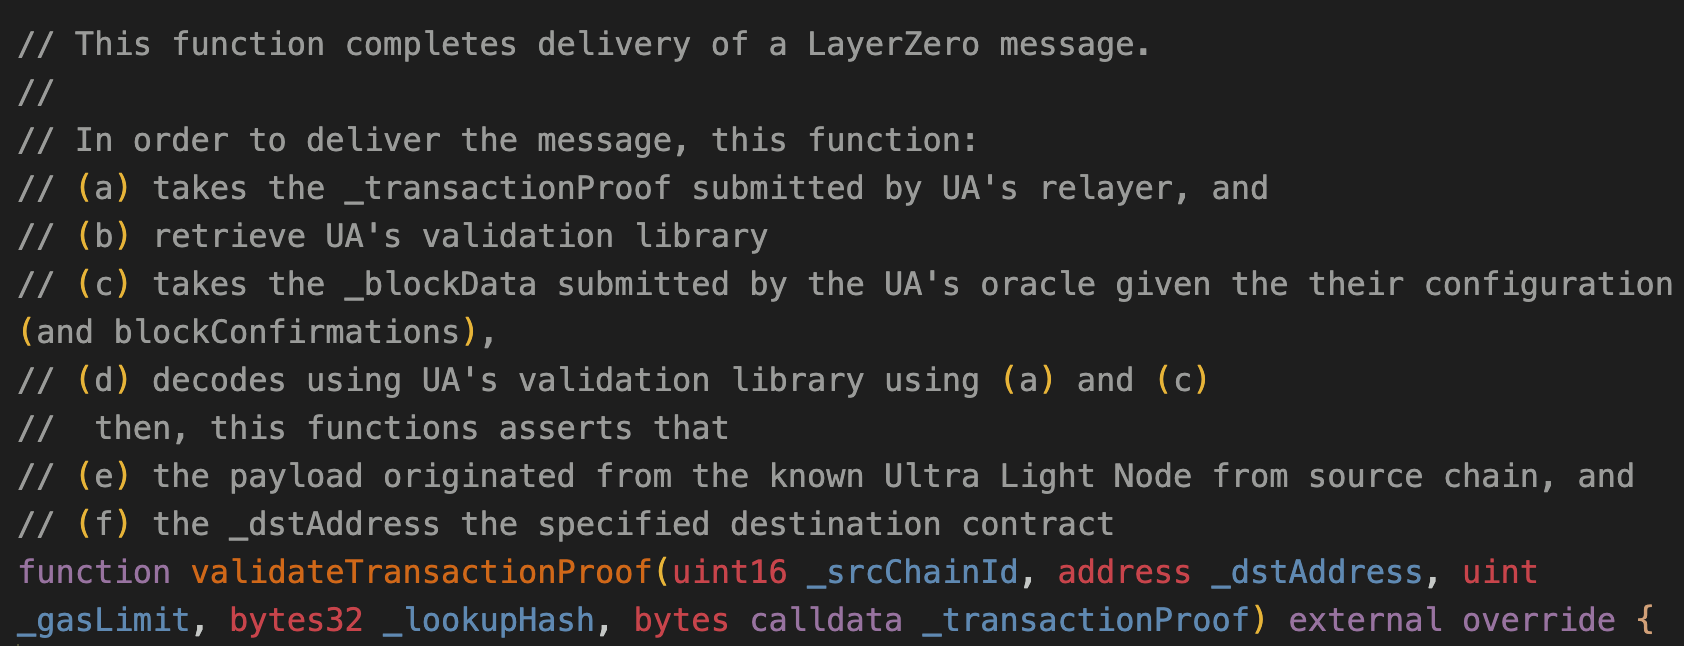 // This function completes delivery of a LayerZero message.
//
// In order to deliver the message, this function:
// (a) takes the _transactionProof submitted by UA's relayer, and
// (b) retrieve UA's validation library
// (c) takes the _blockData submitted by the UA's oracle given the their configuration
(and blockConfirmations),
// (d) decodes using UA's validation library using (a) and (c)
//  then, this functions asserts that
// (e) the payload originated from the known Ultra Light Node from source chain, and
// (f) the _dstAddress the specified destination contract
function validateTransactionProof(uint16 _srcChainId, address _dstAddress, uint
_gasLimit, bytes32 _lookupHash, bytes calldata _transactionProof) external override {